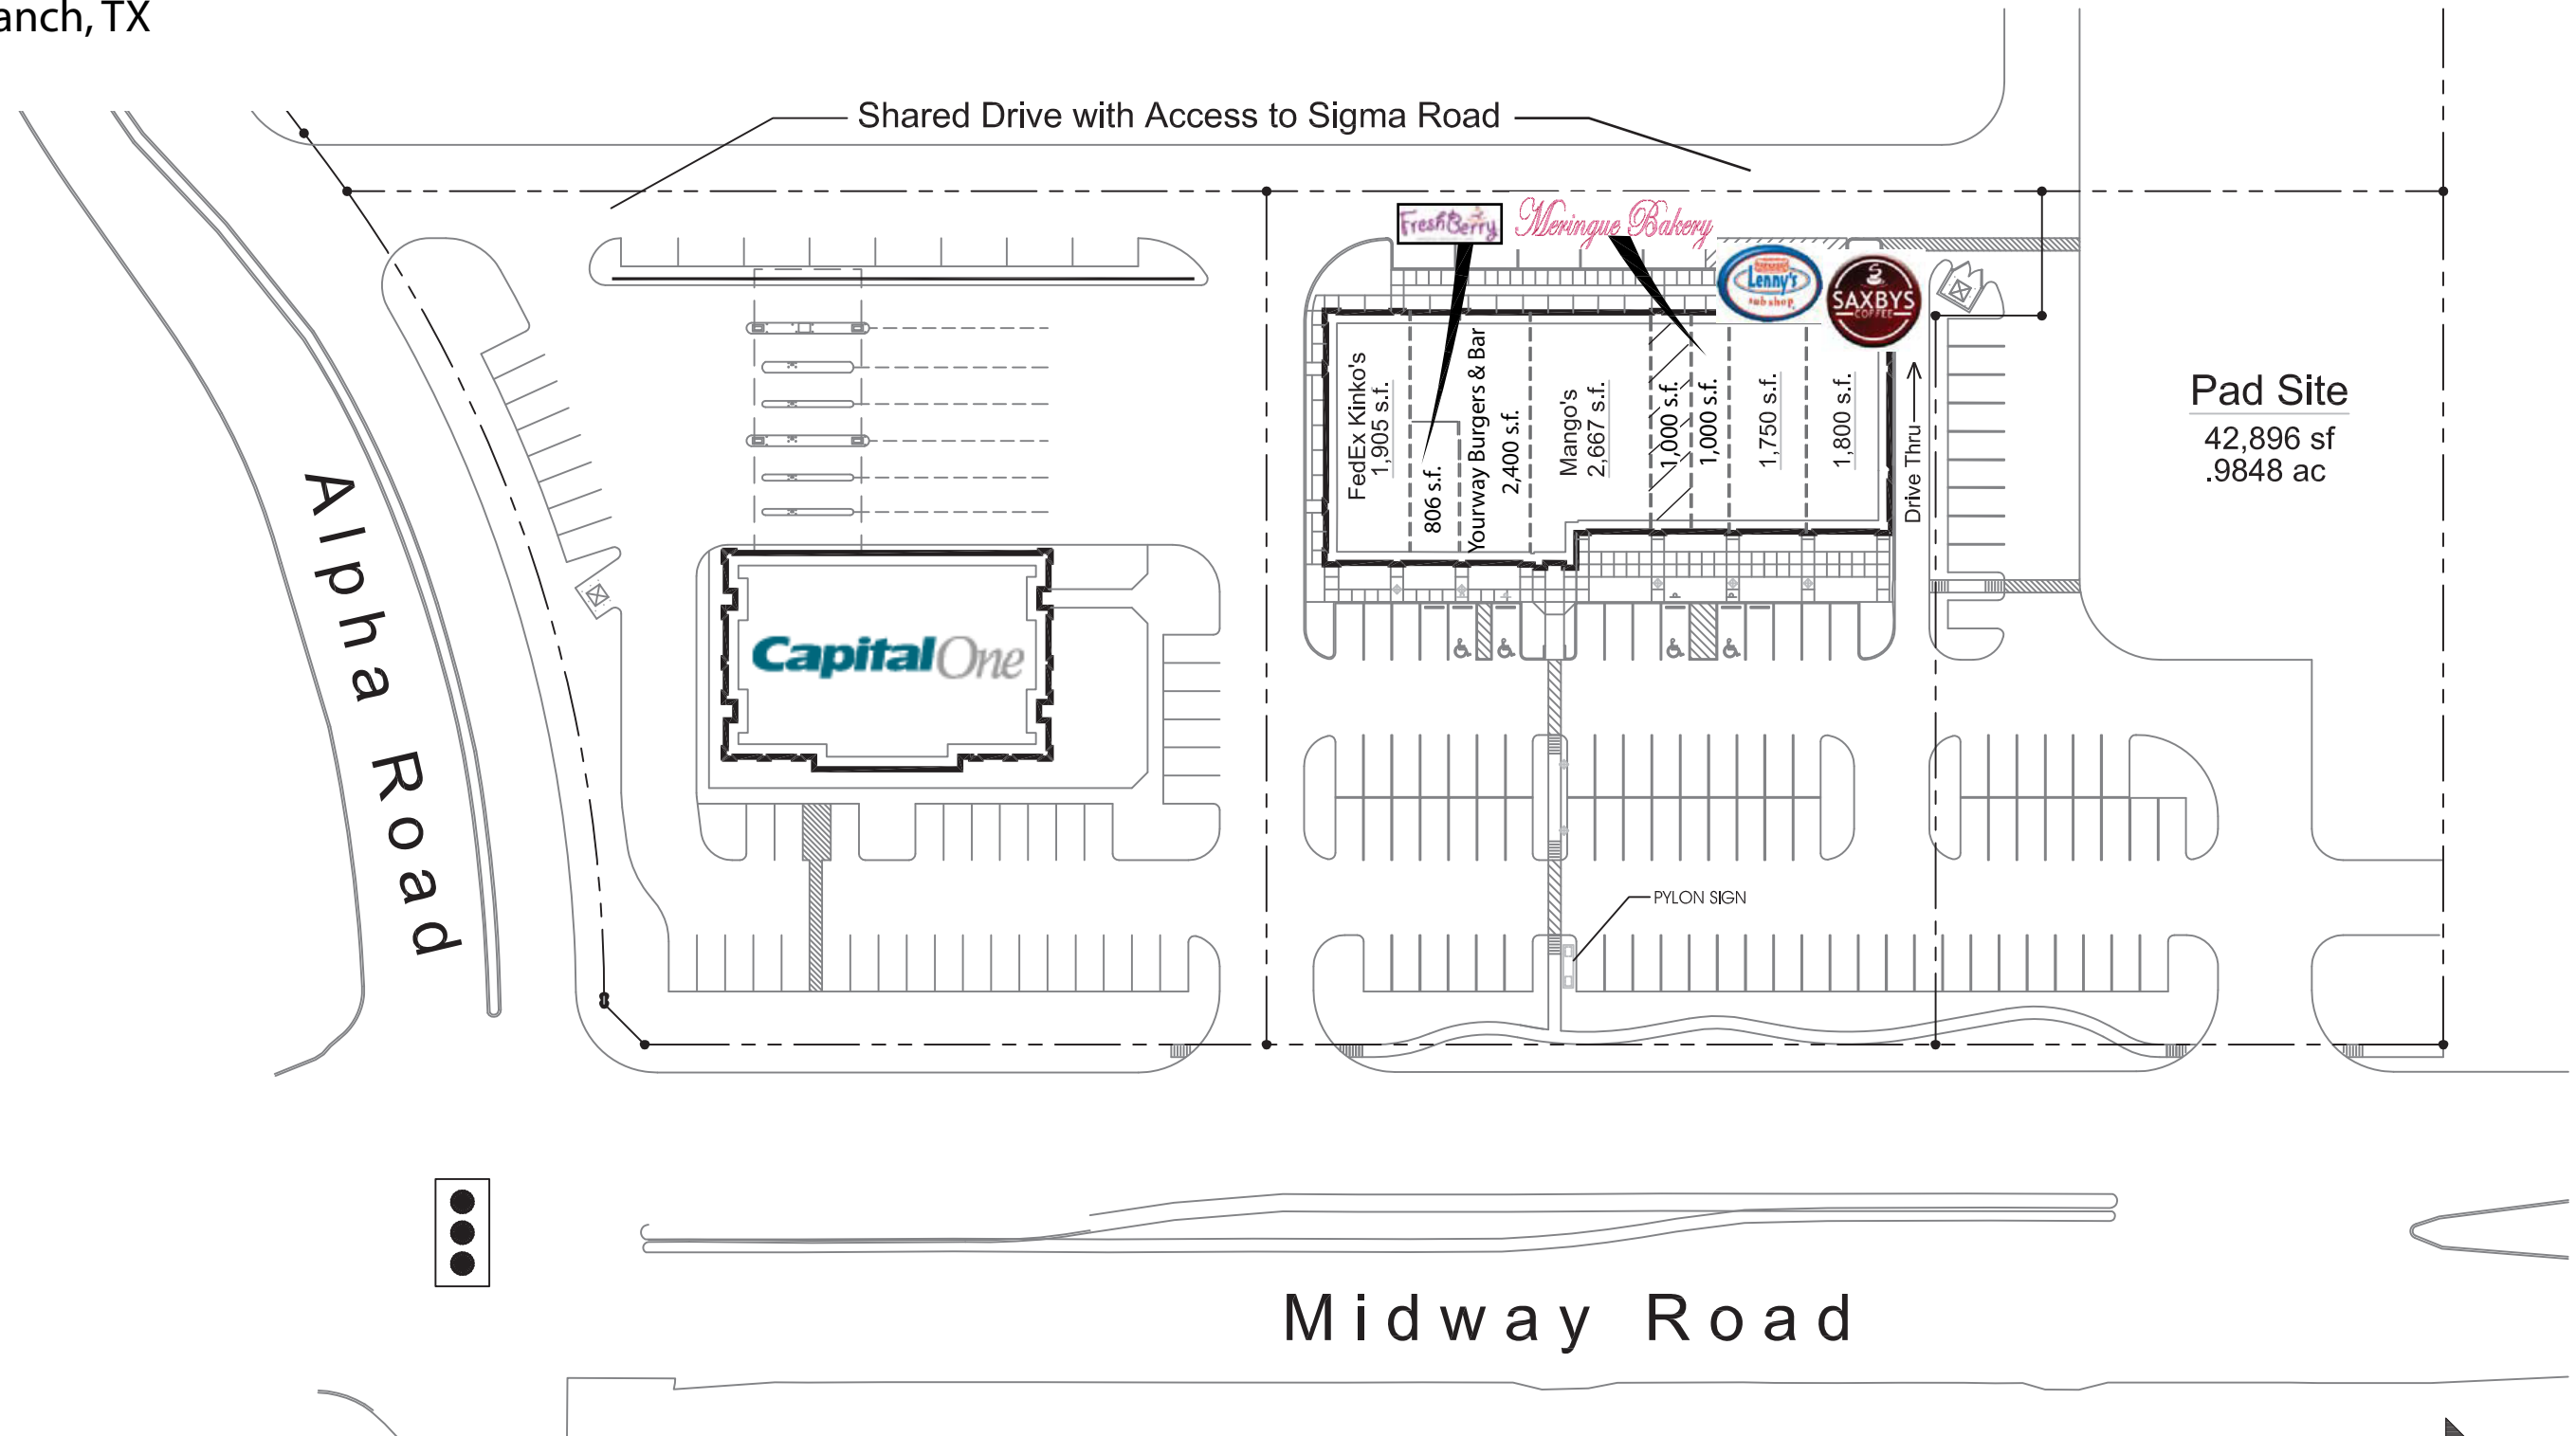 anch, TX
Shared Drive with Access to Sigma Road
FreshBerry
Meringue Bakery
Lenny's
sub shop
SAXBYS
COFFEE
FedEx Kinko's
1,905 s.f.
806 s.f.
Yourway Burgers & Bar
2,400 s.f.
Mango's
2,667 s.f.
1,000 s.f.
1,000 s.f.
1,750 s.f.
1,800 s.f.
Drive Thru
Pad Site
42,896 sf
.9848 ac
Alpha Road
CapitalOne
PYLON SIGN
Midway Road